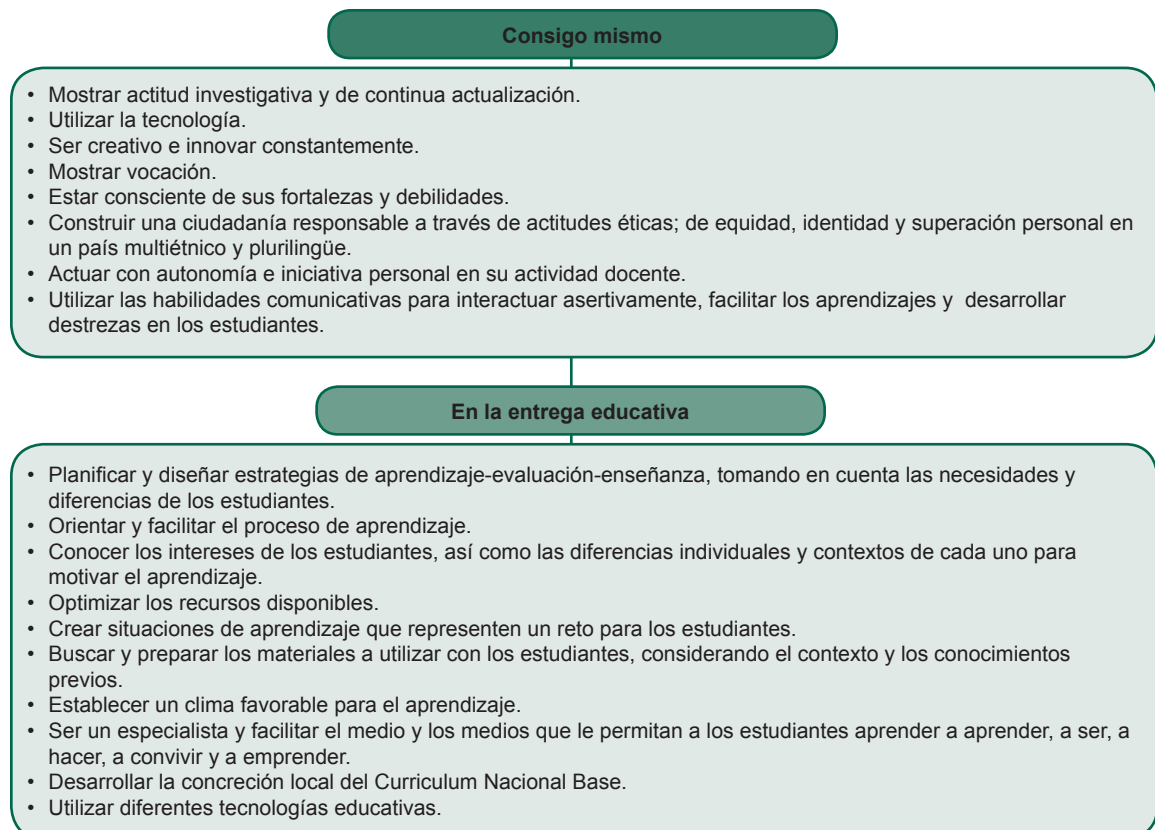 Consigo mismo
• Mostrar actitud investigativa y de continua actualización.
• Utilizar la tecnología.
• Ser creativo e innovar constantemente.
• Mostrar vocación.
• Estar consciente de sus fortalezas y debilidades.
• Construir una ciudadanía responsable a través de actitudes éticas; de equidad, identidad y superación personal en
un país multiétnico y plurilingüe.
• Actuar con autonomía e iniciativa personal en su actividad docente.
• Utilizar las habilidades comunicativas para interactuar asertivamente, facilitar los aprendizajes y desarrollar
destrezas en los estudiantes.
En la entrega educativa
• Planificar y diseñar estrategias de aprendizaje-evaluación-enseñanza, tomando en cuenta las necesidades y
diferencias de los estudiantes.
• Orientar y facilitar el proceso de aprendizaje.
• Conocer los intereses de los estudiantes, así como las diferencias individuales y contextos de cada uno para
motivar el aprendizaje.
• Optimizar los recursos disponibles.
• Crear situaciones de aprendizaje que representen un reto para los estudiantes.
• Buscar y preparar los materiales a utilizar con los estudiantes, considerando el contexto y los conocimientos
previos.
• Establecer un clima favorable para el aprendizaje.
• Ser un especialista y facilitar el medio y los medios que le permitan a los estudiantes aprender a aprender, a ser, a
hacer, a convivir y a emprender.
• Desarrollar la concreción local del Curriculum Nacional Base.
• Utilizar diferentes tecnologías educativas.